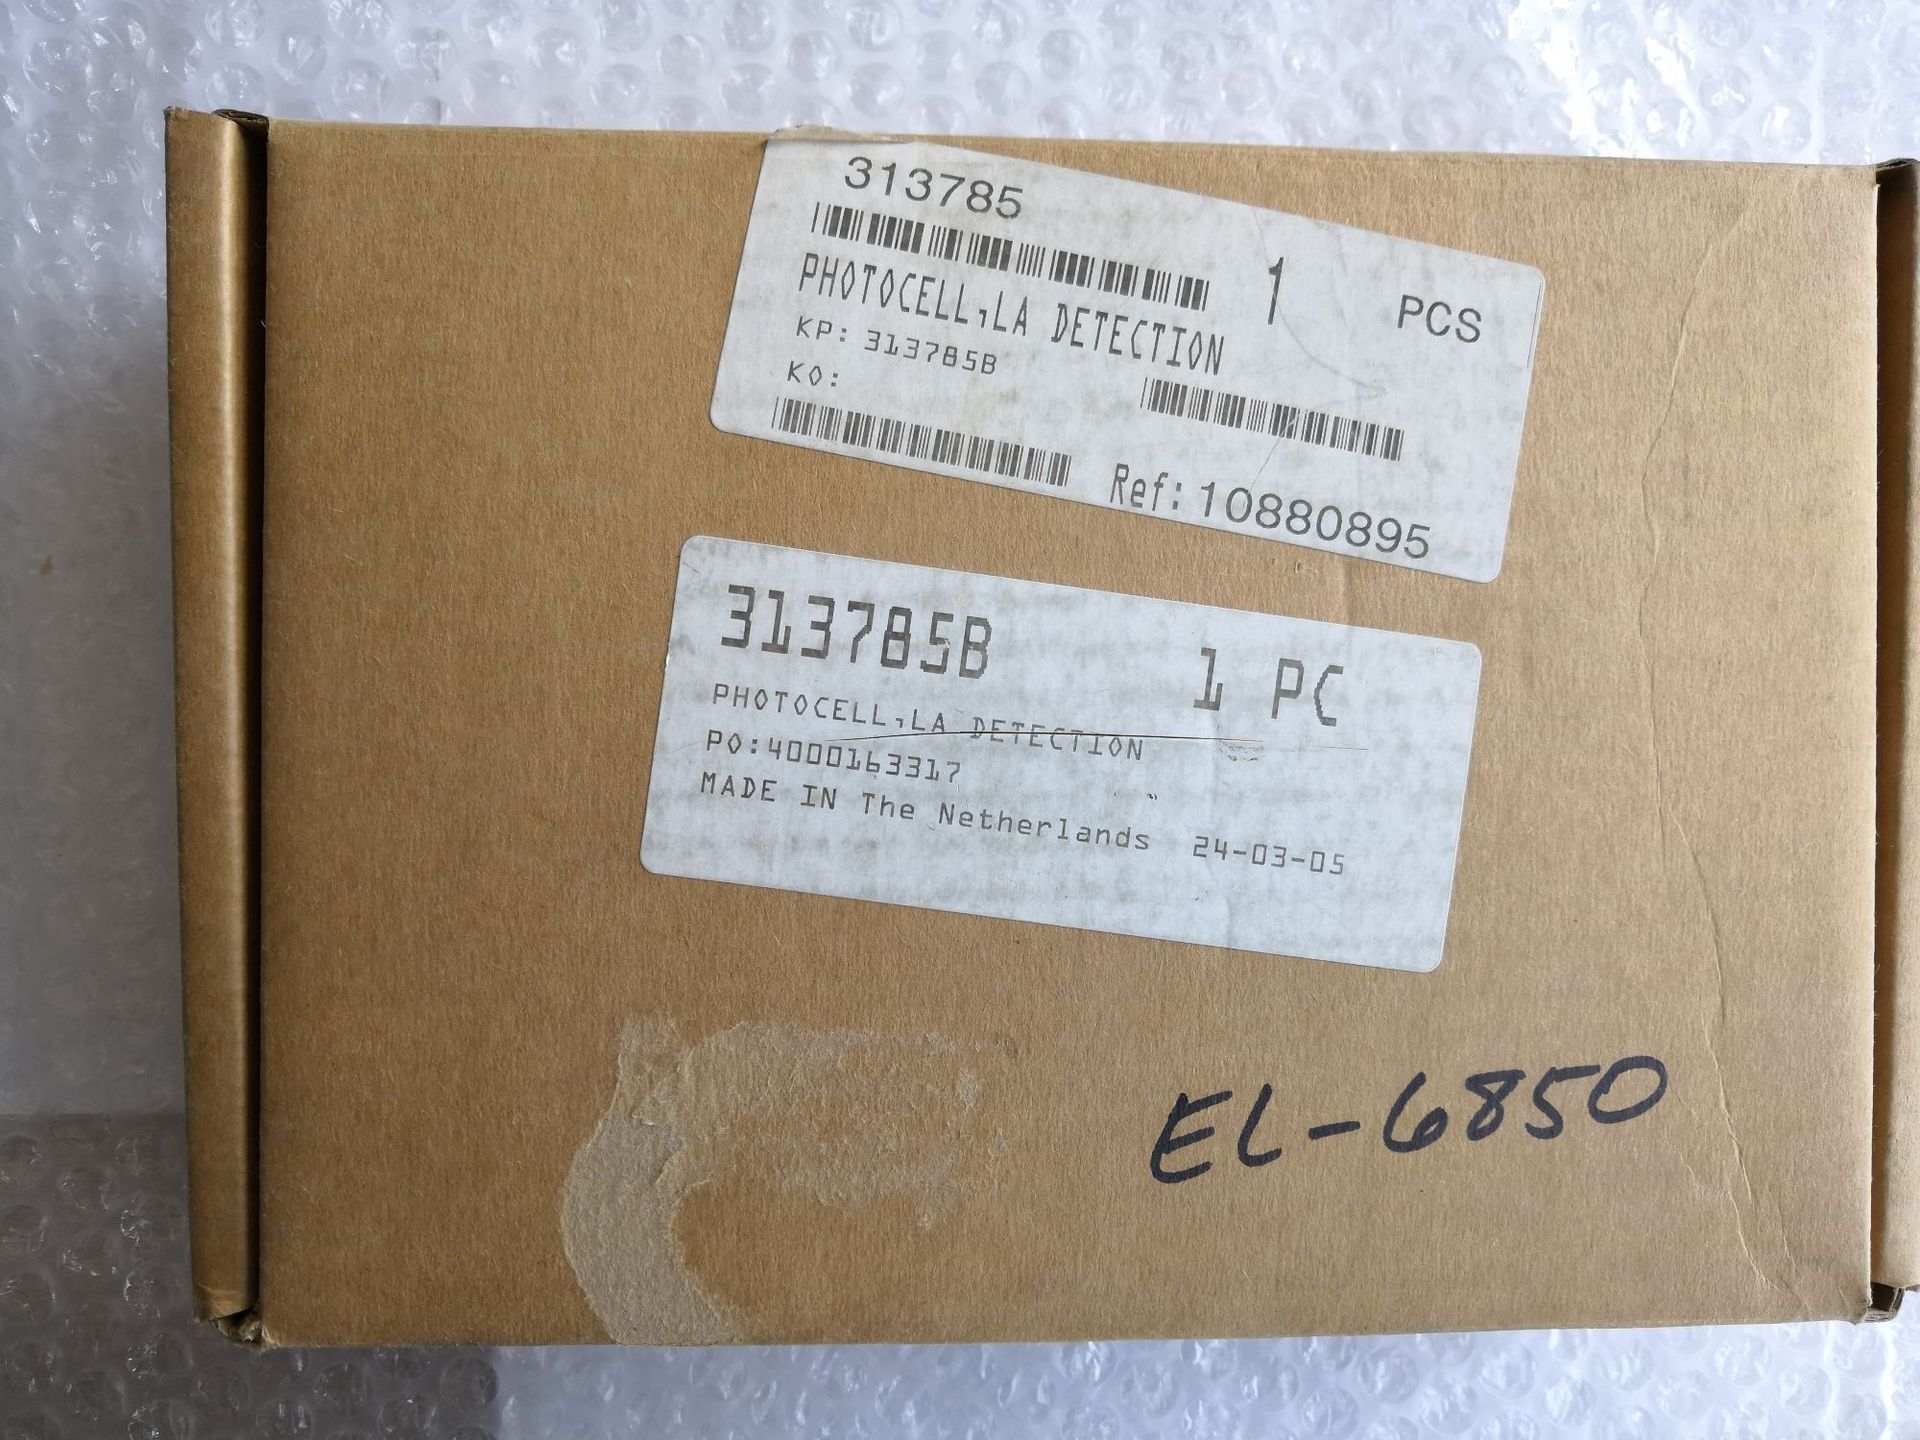 313785
1 PCS
PHOTOCELL,LA DETECTION
KP: 313785B
KO:
Ref: 10880895
313785B 1 PC
PHOTOCELL,LA DETECTION
PO:4000163317
MADE IN The Netherlands 24-03-05
EL-6850